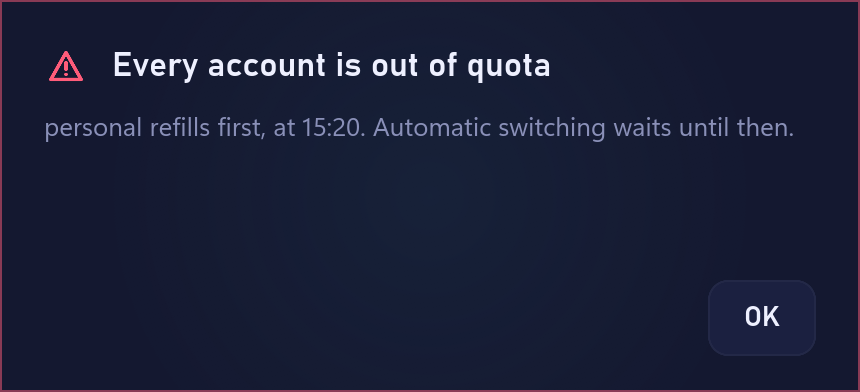 Every account is out of quota
personal refills first, at 15:20. Automatic switching waits until then.
OK